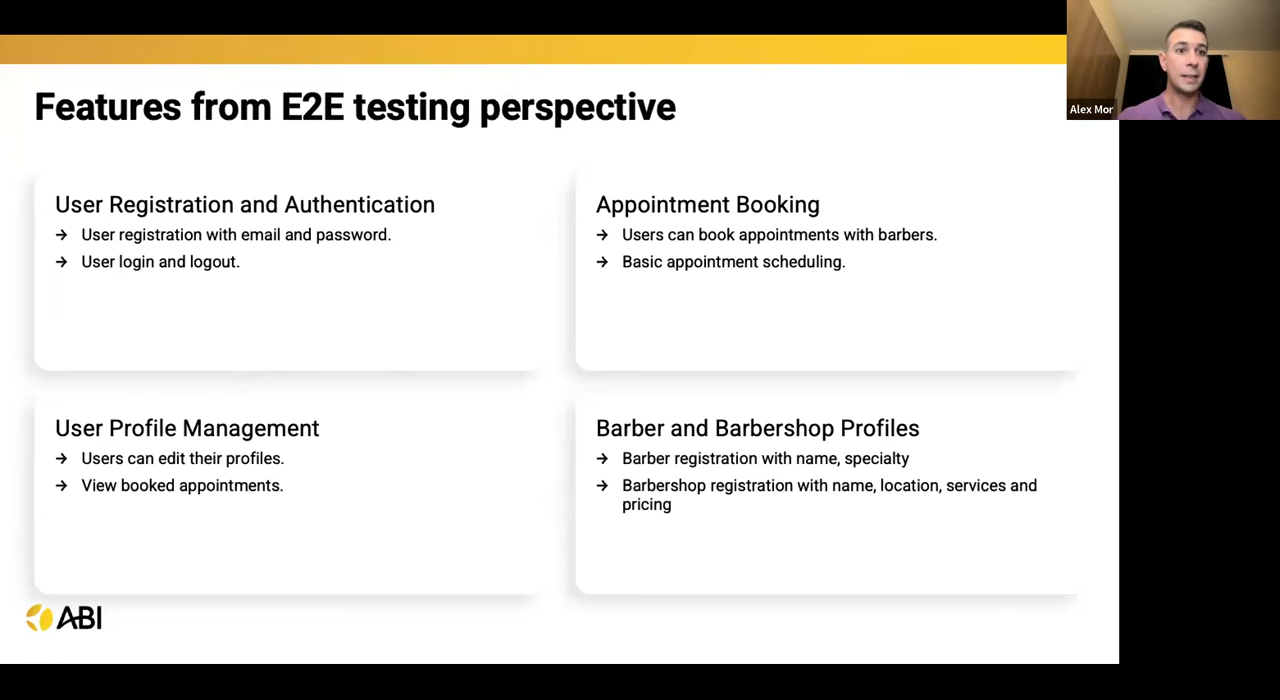 Features from E2E testing perspective
Alex Mor
User Registration and Authentication
→ User registration with email and password.
→ User login and logout.
Appointment Booking
→ Users can book appointments with barbers.
→ Basic appointment scheduling.
User Profile Management
→ Users can edit their profiles.
→ View booked appointments.
Barber and Barbershop Profiles
→ Barber registration with name, specialty
→ Barbershop registration with name, location, services and
pricing
ABI